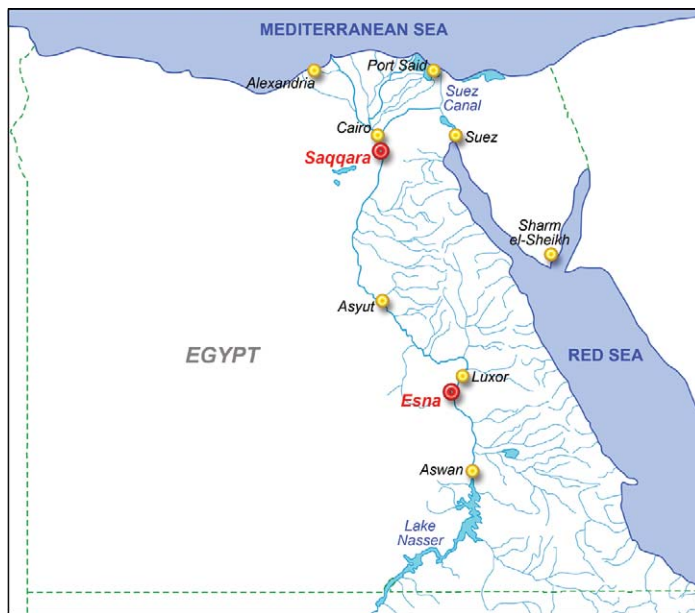 MEDITERRANEAN SEA
Port Said
Alexandria
Suez
Canal
Cairo
Suez
Saqqara
Sharm
el-Sheikh
Asyut
EGYPT
RED SEA
Luxor
Esna
Aswan
Lake
Nasser